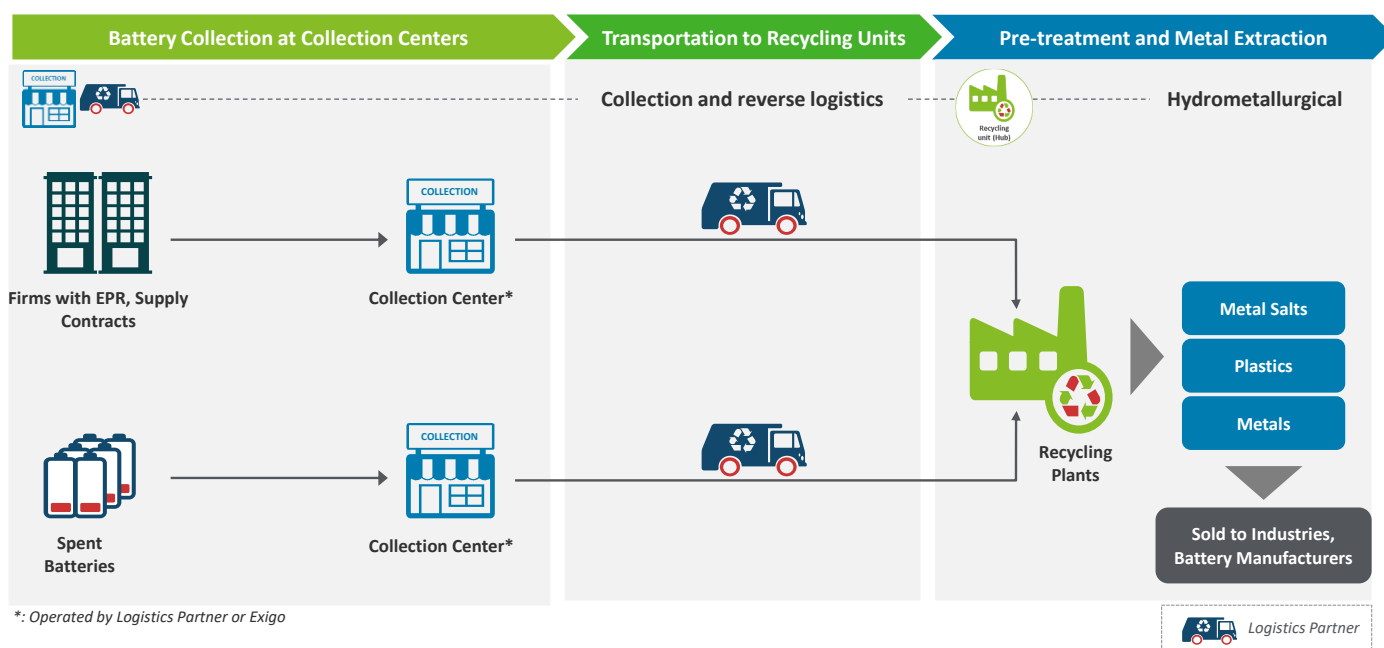 Battery Collection at Collection Centers
Transportation to Recycling Units
Pre-treatment and Metal Extraction
COLLECTION
Collection and reverse logistics
Recycling
unit (Hub)
Hydrometallurgical
COLLECTION
Firms with EPR, Supply
Contracts
Collection Center*
Metal Salts
Plastics
Metals
COLLECTION
Recycling
Plants
Spent
Batteries
Collection Center*
Sold to Industries,
Battery Manufacturers
*: Operated by Logistics Partner or Exigo
Logistics Partner